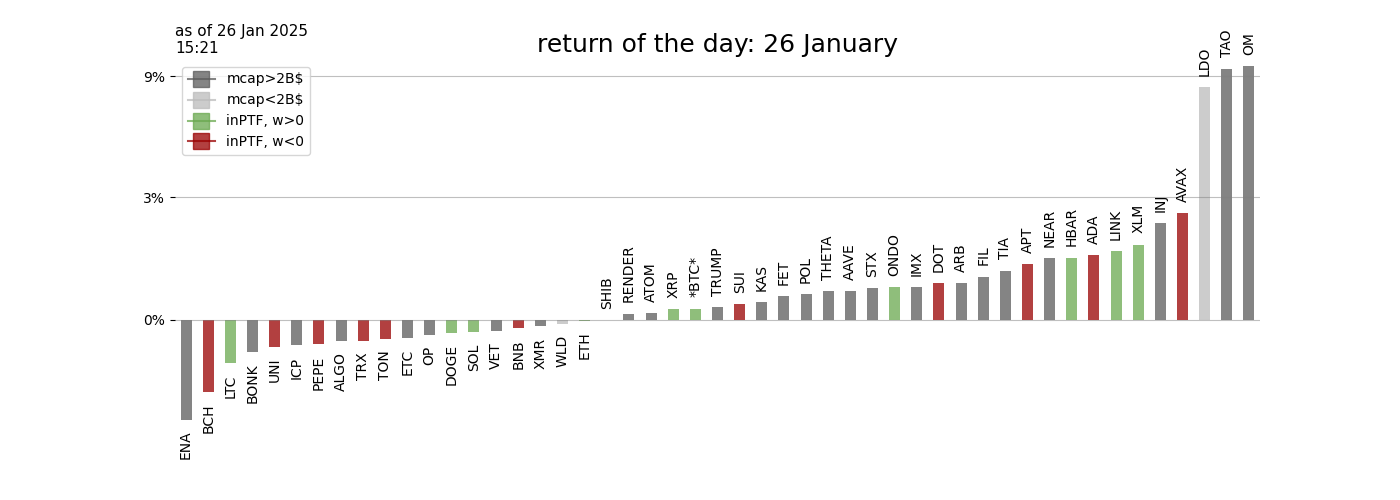 as of 26 Jan 2025
15:21
return of the day: 26 January
mcap>2B$
mcap<2B$
inPTF, w>0
inPTF, w<0
9%
3%
0%
ENA
BCH
LTC
BONK
UNI
ICP
PEPE
ALGO
TRX
TON
ETC
OP
DOGE
SOL
VET
BNB
XMR
WLD
ETH
SHIB
RENDER
ATOM
XRP
*BTC*
TRUMP
SUI
KAS
FET
POL
THETA
AAVE
STX
ONDO
IMX
DOT
ARB
FIL
TIA
APT
NEAR
HBAR
ADA
LINK
XLM
INJ
AVAX
LDO
TAO
OM